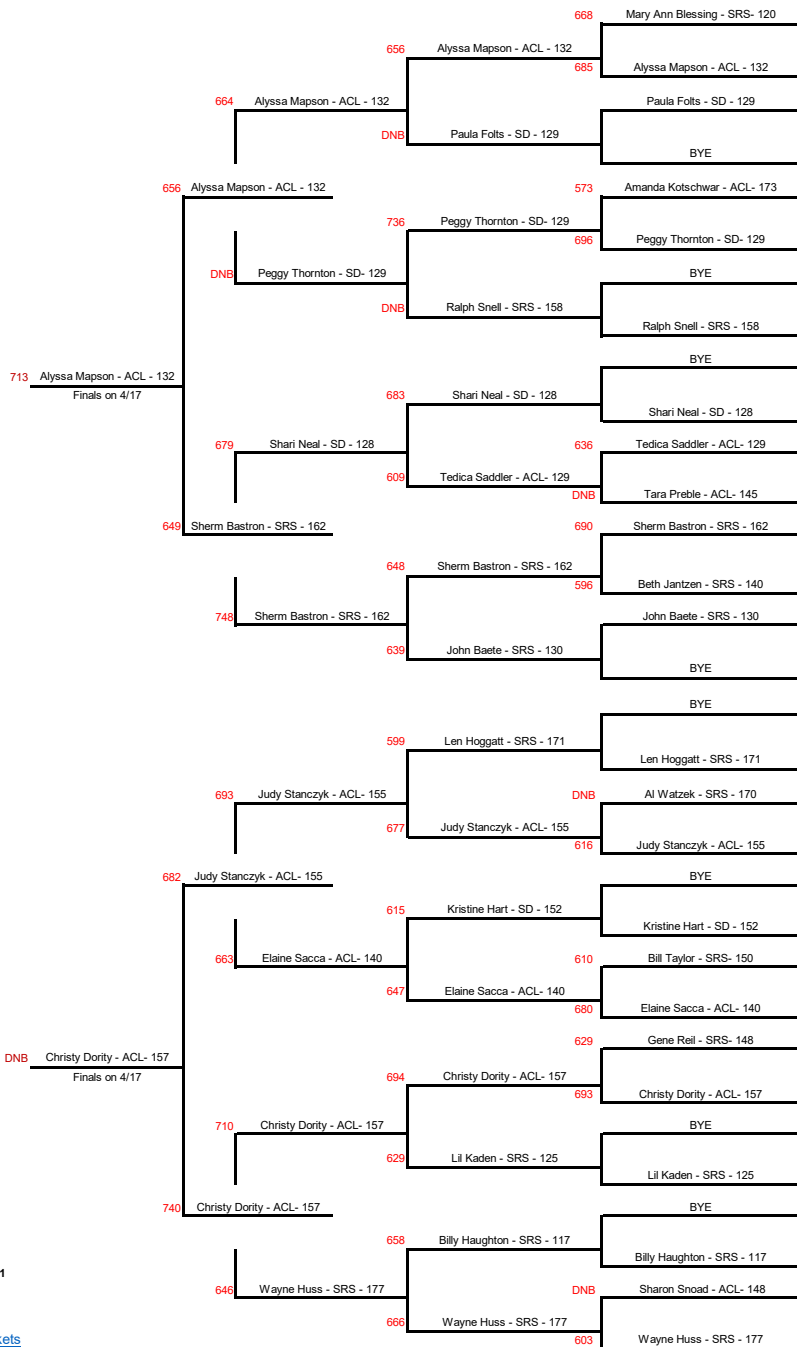 668 Mary Ann Blessing - SRS- 120
656 Alyssa Mapson - ACL - 132
685 Alyssa Mapson - ACL - 132
664 Alyssa Mapson - ACL - 132
Paula Folts - SD - 129
DNB Paula Folts - SD - 129
BYE
656 Alyssa Mapson - ACL - 132
573 Amanda Kotschwar - ACL- 173
736 Peggy Thornton - SD- 129
696 Peggy Thornton - SD- 129
DNB Peggy Thornton - SD- 129
BYE
DNB Ralph Snell - SRS - 158
Ralph Snell - SRS - 158
BYE
713 Alyssa Mapson - ACL - 132
Finals on 4/17
683 Shari Neal - SD - 128
Shari Neal - SD - 128
679 Shari Neal - SD - 128
636 Tedica Saddler - ACL- 129
609 Tedica Saddler - ACL- 129
DNB Tara Preble - ACL- 145
649 Sherm Bastron - SRS - 162
690 Sherm Bastron - SRS - 162
648 Sherm Bastron - SRS - 162
596 Beth Jantzen - SRS - 140
748 Sherm Bastron - SRS - 162
John Baete - SRS - 130
639 John Baete - SRS - 130
BYE
BYE
599 Len Hoggatt - SRS - 171
Len Hoggatt - SRS - 171
693 Judy Stanczyk - ACL- 155
DNB Al Watzek - SRS - 170
677 Judy Stanczyk - ACL- 155
616 Judy Stanczyk - ACL- 155
682 Judy Stanczyk - ACL- 155
BYE
615 Kristine Hart - SD - 152
Kristine Hart - SD - 152
663 Elaine Sacca - ACL- 140
610 Bill Taylor - SRS- 150
647 Elaine Sacca - ACL- 140
680 Elaine Sacca - ACL- 140
629 Gene Reil - SRS- 148
DNB Christy Dority - ACL- 157
Finals on 4/17
694 Christy Dority - ACL- 157
693 Christy Dority - ACL- 157
710 Christy Dority - ACL- 157
BYE
629 Lil Kaden - SRS - 125
Lil Kaden - SRS - 125
740 Christy Dority - ACL- 157
BYE
658 Billy Haughton - SRS - 117
Billy Haughton - SRS - 117
1
646 Wayne Huss - SRS - 177
DNB Sharon Snoad - ACL- 148
666 Wayne Huss - SRS - 177
603 Wayne Huss - SRS - 177
kets